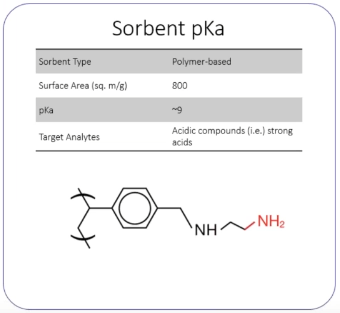 Sorbent pKa
Sorbent Type Polymer-based
Surface Area (sq. m/g) 800
pKa ~9
Target Analytes Acidic compounds (i.e.) strong
acids
NH
NH₂